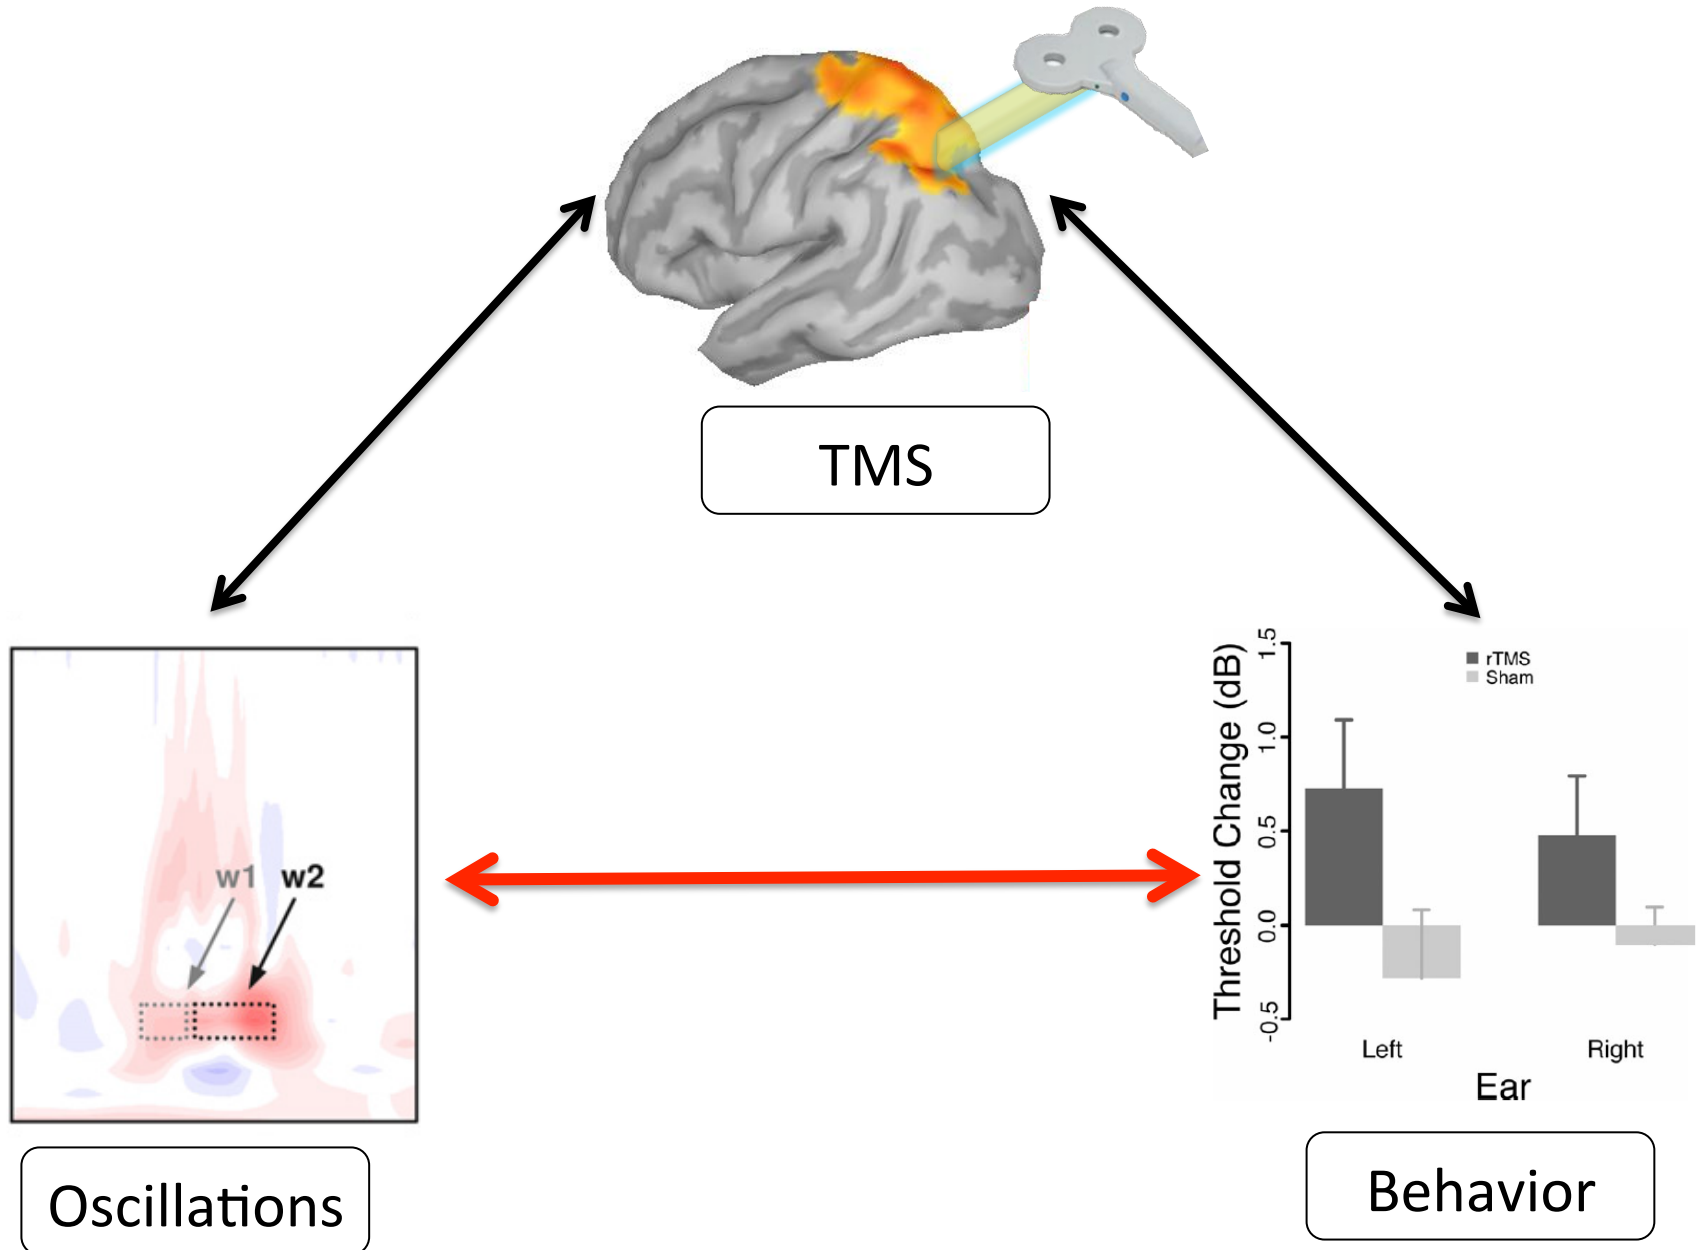 TMS
w1 w2
Oscillations
Threshold Change (dB)
1.5
1.0
0.5
0.0
-0.5
rTMS
Sham
Left Right
Ear
Behavior